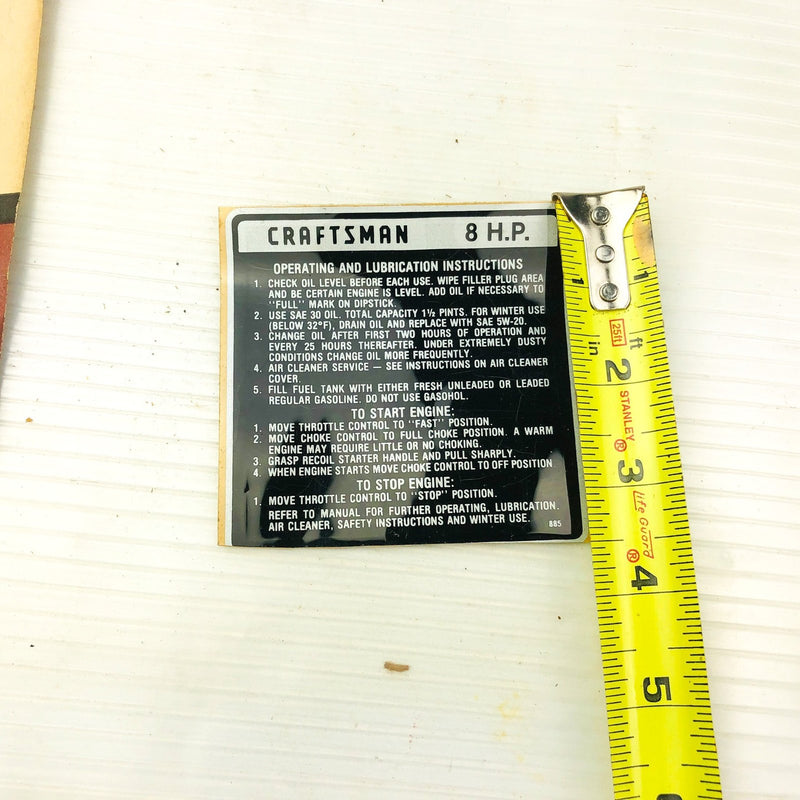 CRAFTSMAN 8 H.P.
OPERATING AND LUBRICATION INSTRUCTIONS
1. CHECK OIL LEVEL BEFORE EACH USE. WIPE FILLER PLUG AREA
AND BE CERTAIN ENGINE IS LEVEL. ADD OIL IF NECESSARY TO
"FULL" MARK ON DIPSTICK.
2. USE SAE 30 OIL. TOTAL CAPACITY 1½ PINTS. FOR WINTER USE
(BELOW 32°F), DRAIN OIL AND REPLACE WITH SAE 5W-20.
3. CHANGE OIL AFTER FIRST TWO HOURS OF OPERATION AND
EVERY 25 HOURS THEREAFTER. UNDER EXTREMELY DUSTY
CONDITIONS CHANGE OIL MORE FREQUENTLY.
4. AIR CLEANER SERVICE — SEE INSTRUCTIONS ON AIR CLEANER
COVER.
5. FILL FUEL TANK WITH EITHER FRESH UNLEADED OR LEADED
REGULAR GASOLINE. DO NOT USE GASOHOL.
TO START ENGINE:
1. MOVE THROTTLE CONTROL TO "FAST" POSITION.
2. MOVE CHOKE CONTROL TO FULL CHOKE POSITION. A WARM
ENGINE MAY REQUIRE LITTLE OR NO CHOKING.
3. GRASP RECOIL STARTER HANDLE AND PULL SHARPLY.
4. WHEN ENGINE STARTS MOVE CHOKE CONTROL TO OFF POSITION
TO STOP ENGINE:
1. MOVE THROTTLE CONTROL TO "STOP" POSITION.
REFER TO MANUAL FOR FURTHER OPERATING, LUBRICATION.
AIR CLEANER, SAFETY INSTRUCTIONS AND WINTER USE.
885
1 1
25ft ft
in
2
STANLEY®
3
Life Guard®
4
5
6